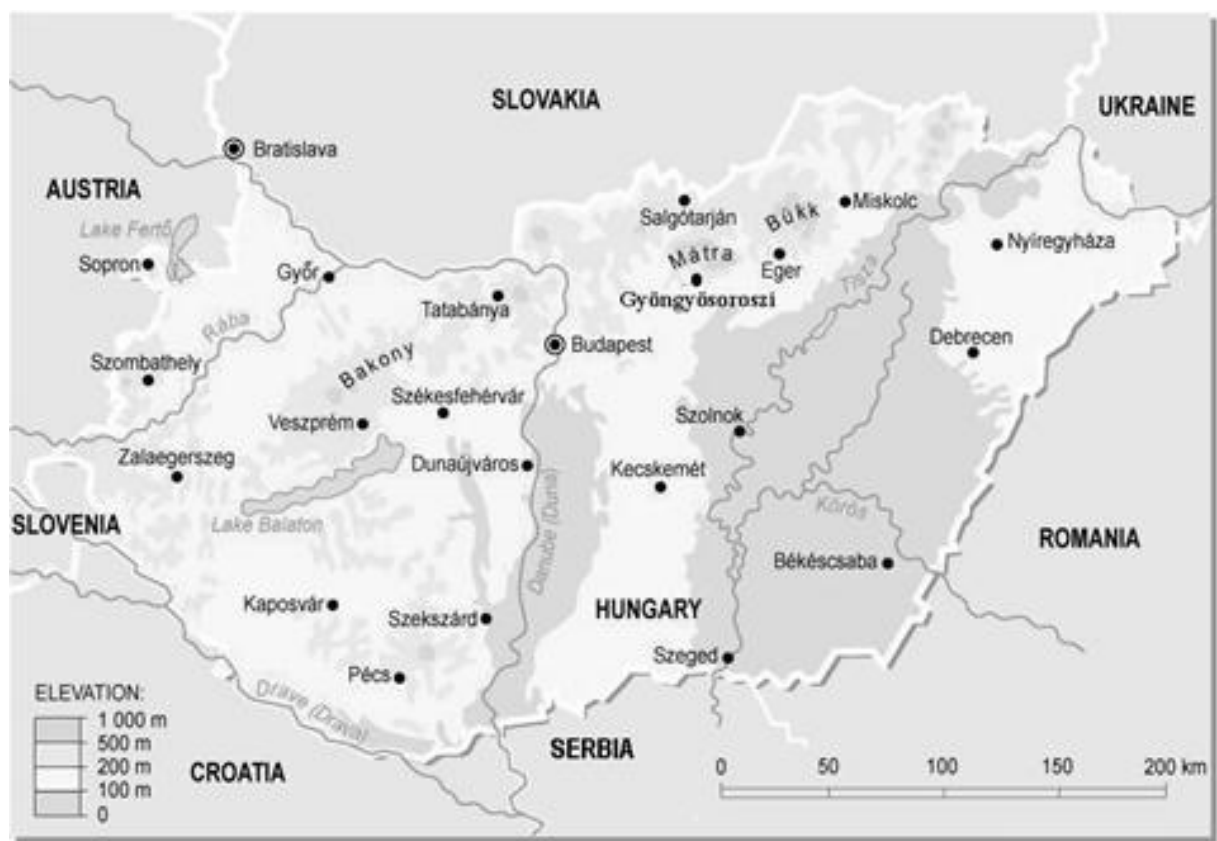 SLOVAKIA
UKRAINE
Bratislava
AUSTRIA
Lake Fertő
Sopron
Győr
Salgótarján
Bükk
Miskolc
Mátra
Eger
Nyíregyháza
Tisza
Gyöngyösoroszi
Tatabánya
Rába
Budapest
Debrecen
Szombathely
Bakony
Székesfehérvár
Veszprém
Szolnok
Zalaegerszeg
Dunaújváros
Kecskemét
Lake Balaton
Danube (Duna)
Körös
SLOVENIA
ROMANIA
Békéscsaba
Kaposvár
Szekszárd
HUNGARY
Pécs
Szeged
Drave (Drava)
ELEVATION:
1 000 m
500 m
200 m
100 m
0
CROATIA
SERBIA
0 50 100 150 200 km